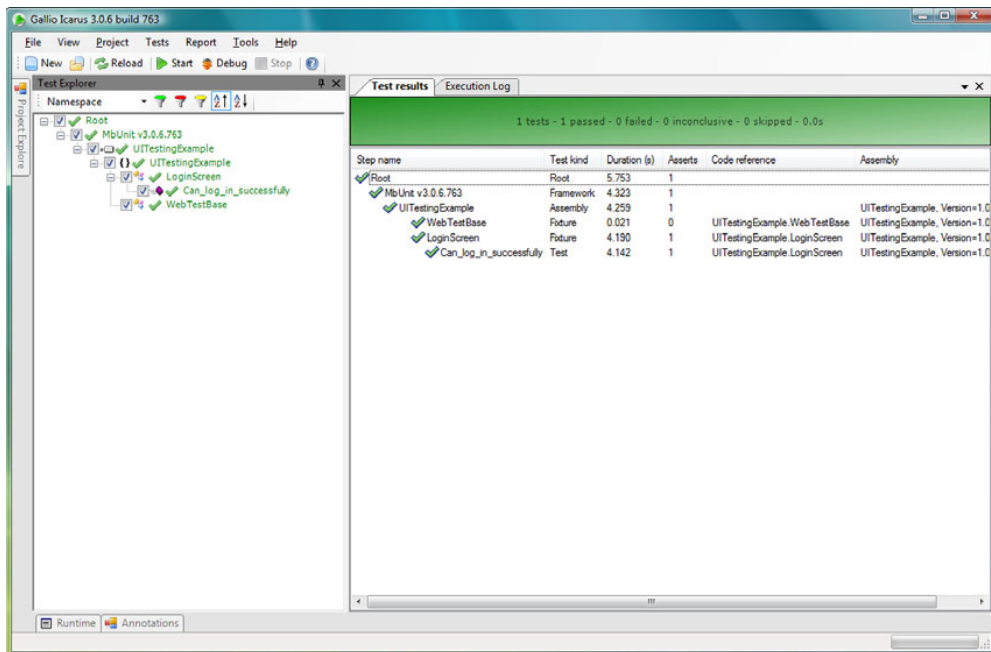 Gallio Icarus 3.0.6 build 763
File View Project Tests Report Tools Help
New Reload Start Debug Stop
Project Explore
Test Explorer
Namespace
Root
MbUnit v3.0.6.763
UITestingExample
UITestingExample
LoginScreen
Can_log_in_successfully
WebTestBase
Test results Execution Log
1 tests - 1 passed - 0 failed - 0 inconclusive - 0 skipped - 0.0s
Step name Test kind Duration (s) Asserts Code reference Assembly
Root Root 5.753 1
MbUnit v3.0.6.763 Framework 4.323 1
UITestingExample Assembly 4.259 1 UITestingExample, Version=1.0
WebTestBase Fixture 0.021 0 UITestingExample.WebTestBase UITestingExample, Version=1.0
LoginScreen Fixture 4.190 1 UITestingExample.LoginScreen UITestingExample, Version=1.0
Can_log_in_successfully Test 4.142 1 UITestingExample.LoginScreen UITestingExample, Version=1.0
Runtime Annotations